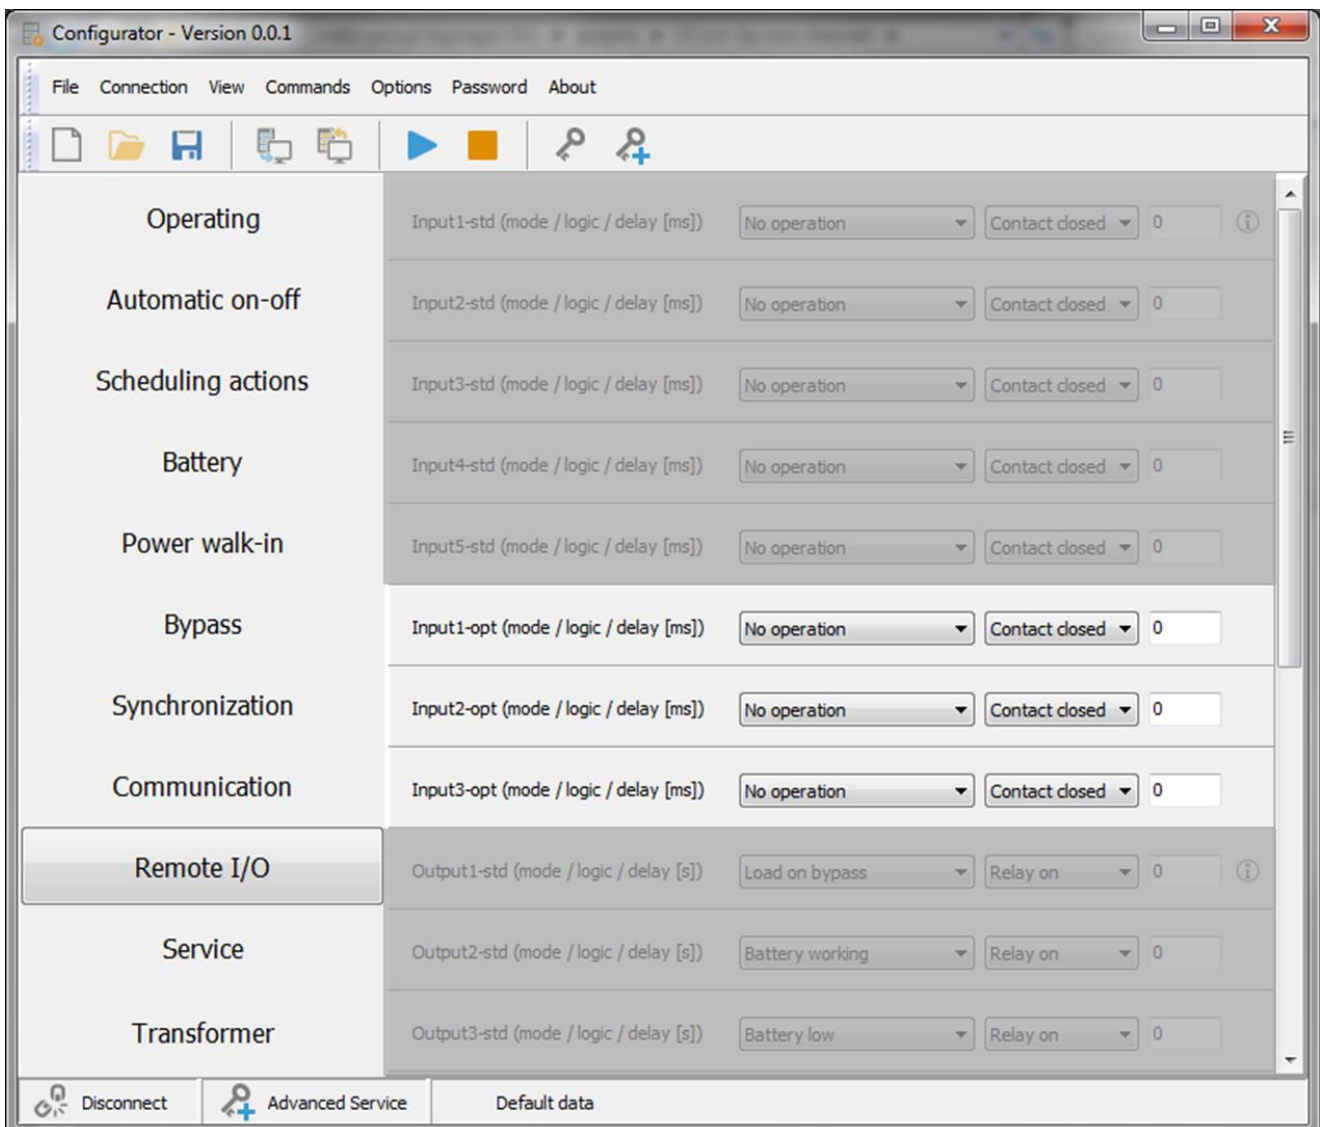 Configurator - Version 0.0.1
File Connection View Commands Options Password About
Operating
Automatic on-off
Scheduling actions
Battery
Power walk-in
Bypass
Synchronization
Communication
Remote I/O
Service
Transformer
Input1-std (mode / logic / delay [ms]) No operation Contact closed 0
Input2-std (mode / logic / delay [ms]) No operation Contact closed 0
Input3-std (mode / logic / delay [ms]) No operation Contact closed 0
Input4-std (mode / logic / delay [ms]) No operation Contact closed 0
Input5-std (mode / logic / delay [ms]) No operation Contact closed 0
Input1-opt (mode / logic / delay [ms]) No operation Contact closed 0
Input2-opt (mode / logic / delay [ms]) No operation Contact closed 0
Input3-opt (mode / logic / delay [ms]) No operation Contact closed 0
Output1-std (mode / logic / delay [s]) Load on bypass Relay on 0
Output2-std (mode / logic / delay [s]) Battery working Relay on 0
Output3-std (mode / logic / delay [s]) Battery low Relay on 0
Disconnect Advanced Service Default data